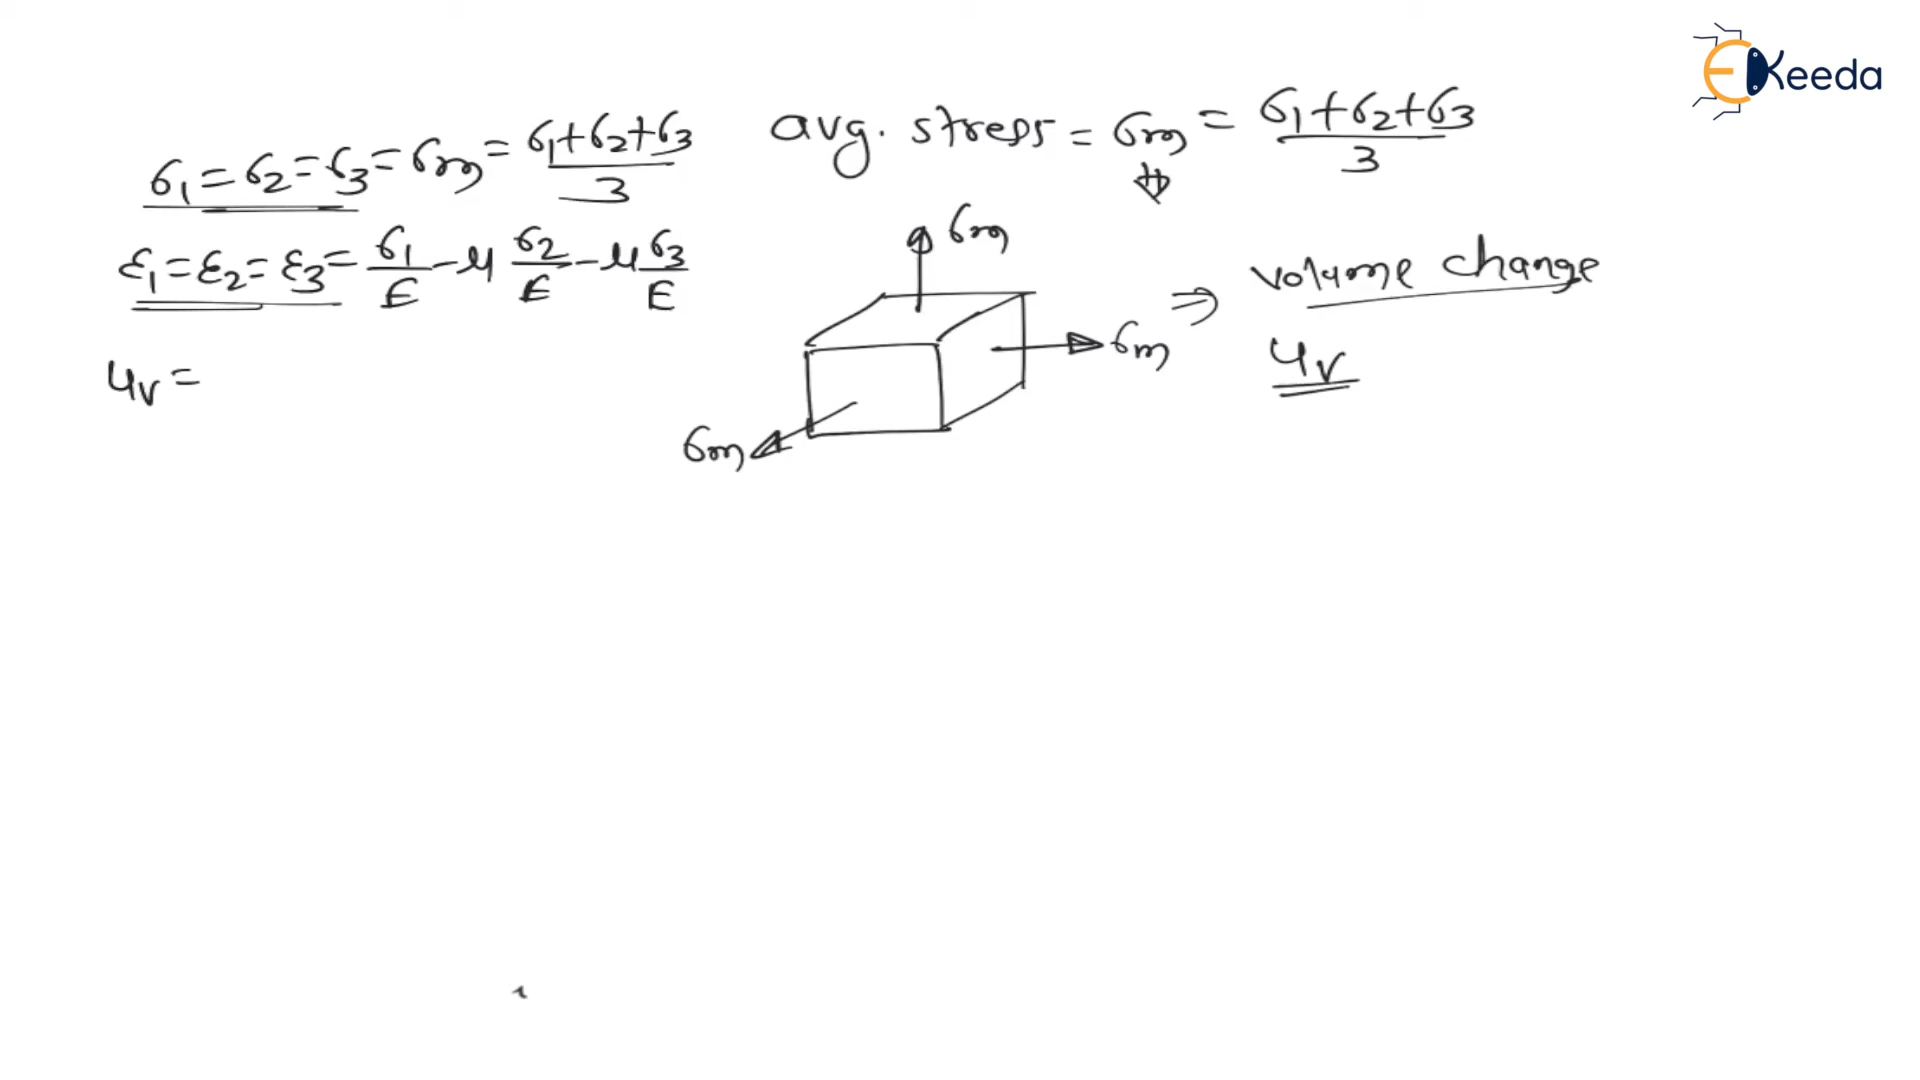 EKeeda
σ1 = σ2 = σ3 = σm = (σ1+σ2+σ3)/3
avg. stress = σm = (σ1+σ2+σ3)/3
ε1 = ε2 = ε3 = σ1/E - μ σ2/E - μ σ3/E
σm
σm
σm
⇒ volume change
uv
uv =